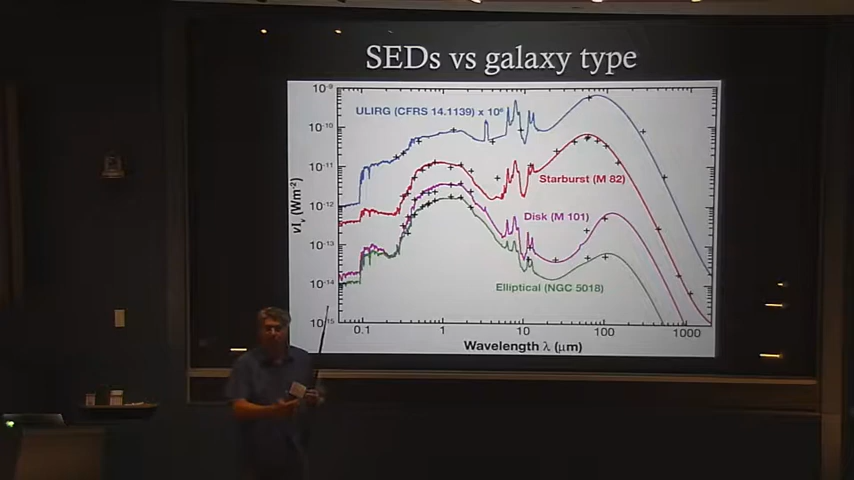 SEDs vs galaxy type
10-9
ULIRG (CFRS 14.1139) x 106
10-10
10-11
Starburst (M 82)
νIν (Wm-2)
10-12
Disk (M 101)
10-13
10-14
Elliptical (NGC 5018)
10-15
0.1 1 10 100 1000
Wavelength λ (μm)